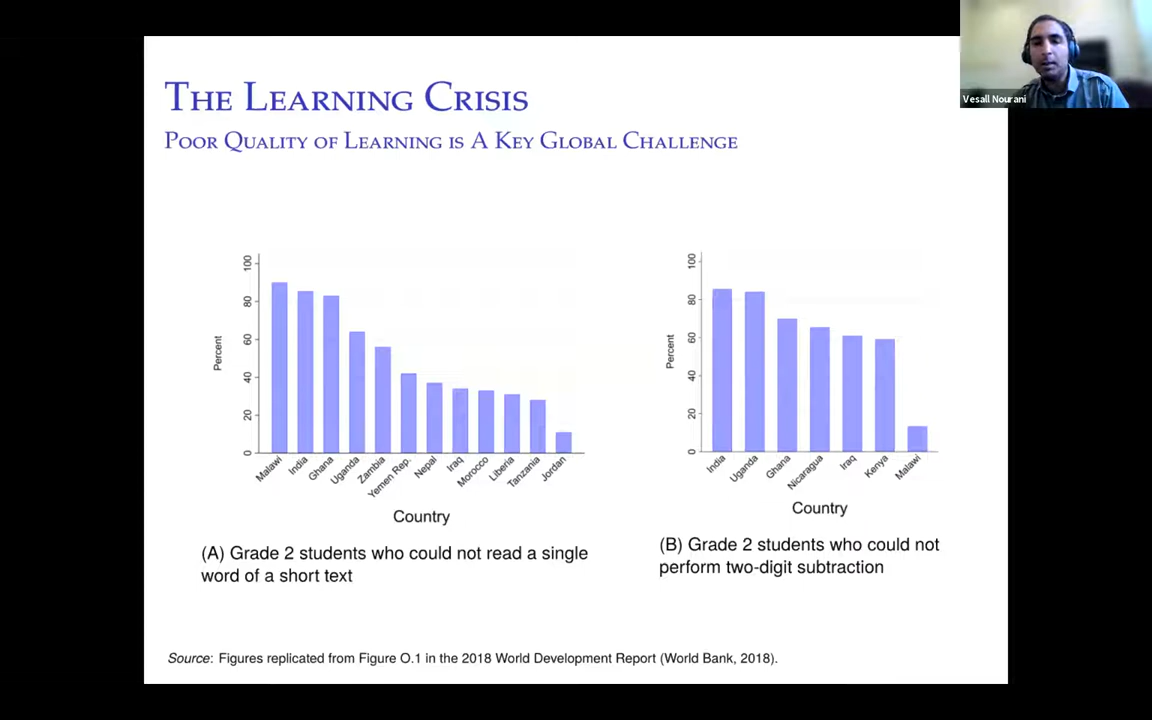 THE LEARNING CRISIS
POOR QUALITY OF LEARNING IS A KEY GLOBAL CHALLENGE
Vesall Nourani
Percent
100
80
60
40
20
0
Malawi
India
Ghana
Uganda
Zambia
Yemen Rep.
Nepal
Iraq
Morocco
Liberia
Tanzania
Jordan
Country
(A) Grade 2 students who could not read a single
word of a short text
Percent
100
80
60
40
20
0
India
Uganda
Ghana
Nicaragua
Iraq
Kenya
Malawi
Country
(B) Grade 2 students who could not
perform two-digit subtraction
Source: Figures replicated from Figure O.1 in the 2018 World Development Report (World Bank, 2018).